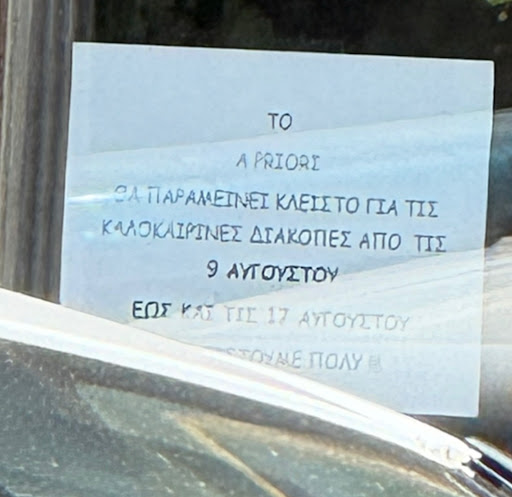 ΤΟ
A PRIORI
ΘΑ ΠΑΡΑΜΕΙΝΕΙ ΚΛΕΙΣΤΟ ΓΙΑ ΤΙΣ
ΚΑΛΟΚΑΙΡΙΝΕΣ ΔΙΑΚΟΠΕΣ ΑΠΟ ΤΙΣ
9 ΑΥΓΟΥΣΤΟΥ
ΕΩΣ ΚΑΙ ΤΙΣ 17 ΑΥΓΟΥΣΤΟΥ
ΠΟΛΥ